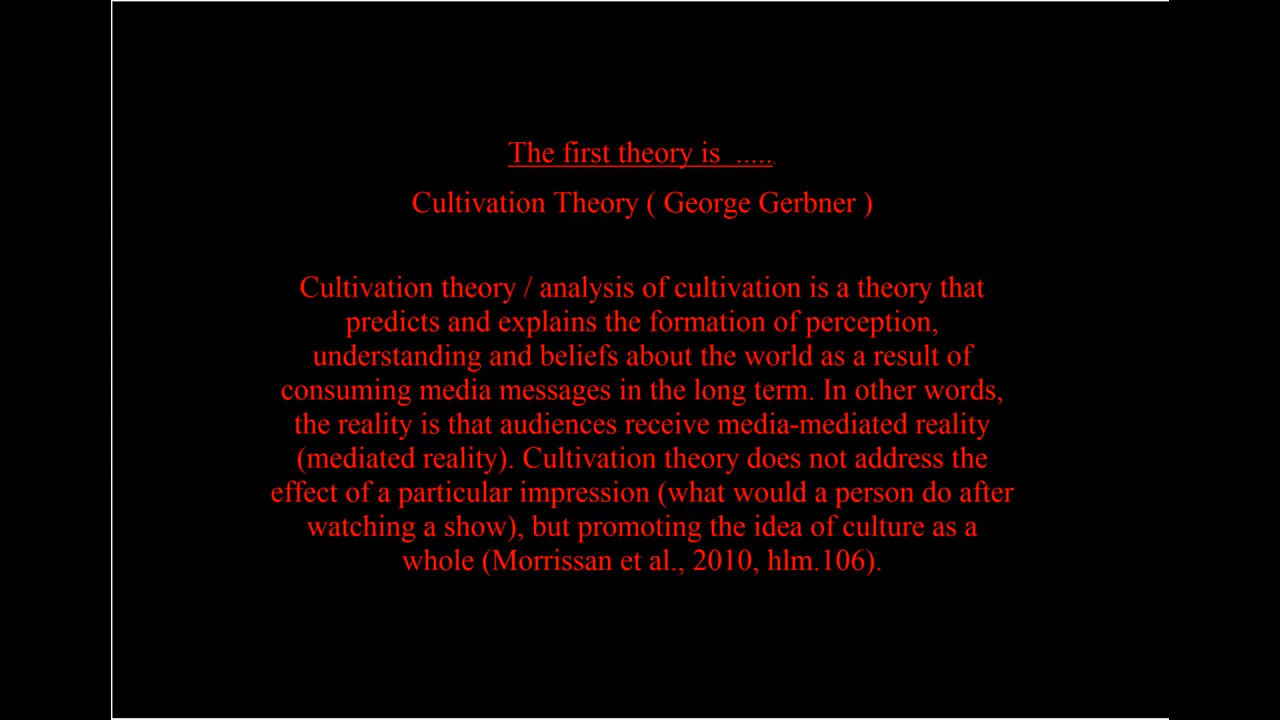 The first theory is .....
Cultivation Theory ( George Gerbner )
Cultivation theory / analysis of cultivation is a theory that
predicts and explains the formation of perception,
understanding and beliefs about the world as a result of
consuming media messages in the long term. In other words,
the reality is that audiences receive media-mediated reality
(mediated reality). Cultivation theory does not address the
effect of a particular impression (what would a person do after
watching a show), but promoting the idea of culture as a
whole (Morrissan et al., 2010, hlm.106).